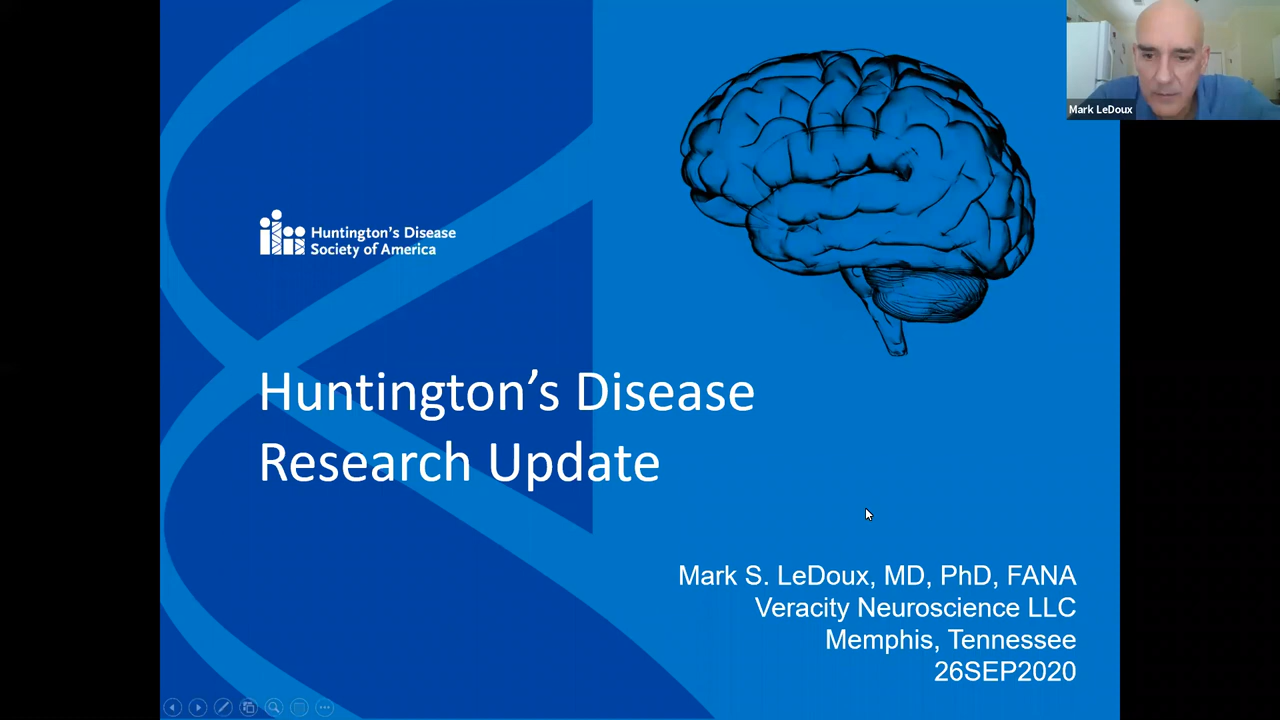 Mark LeDoux
Huntington's Disease
Society of America
Huntington's Disease
Research Update
Mark S. LeDoux, MD, PhD, FANA
Veracity Neuroscience LLC
Memphis, Tennessee
26SEP2020